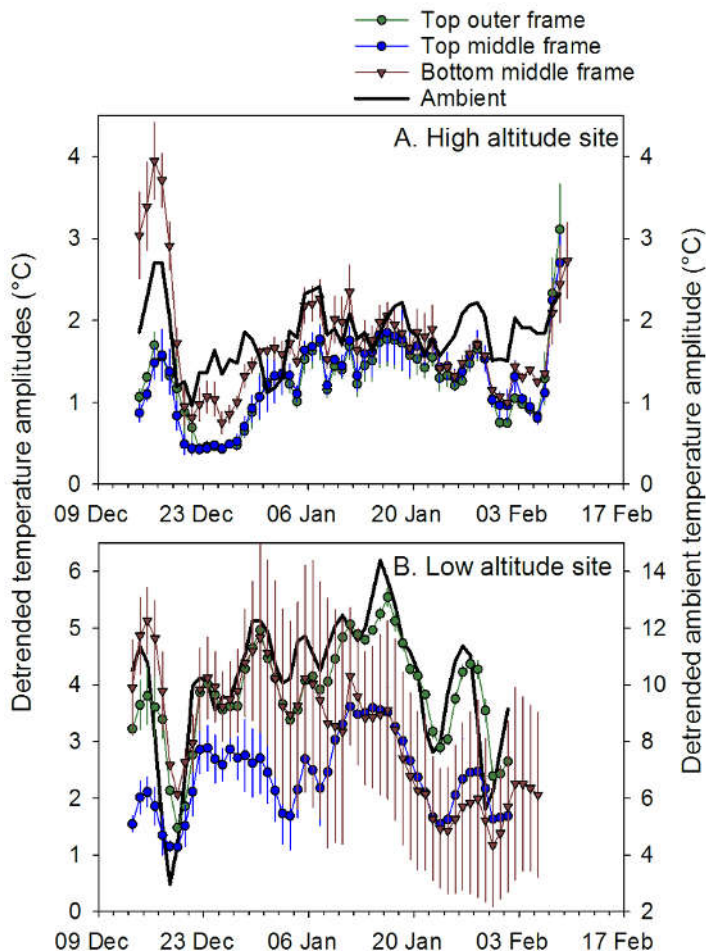 Top outer frame
Top middle frame
Bottom middle frame
Ambient
A. High altitude site
4 4
3 3
2 2
1 1
0 0
09 Dec 23 Dec 06 Jan 20 Jan 03 Feb 17 Feb
B. Low altitude site
6 14
5 12
4 10
3 8
2 6
1 4
0 2
09 Dec 23 Dec 06 Jan 20 Jan 03 Feb 17 Feb
Detrended temperature amplitudes (°C)
Detrended ambient temperature amplitude (°C)